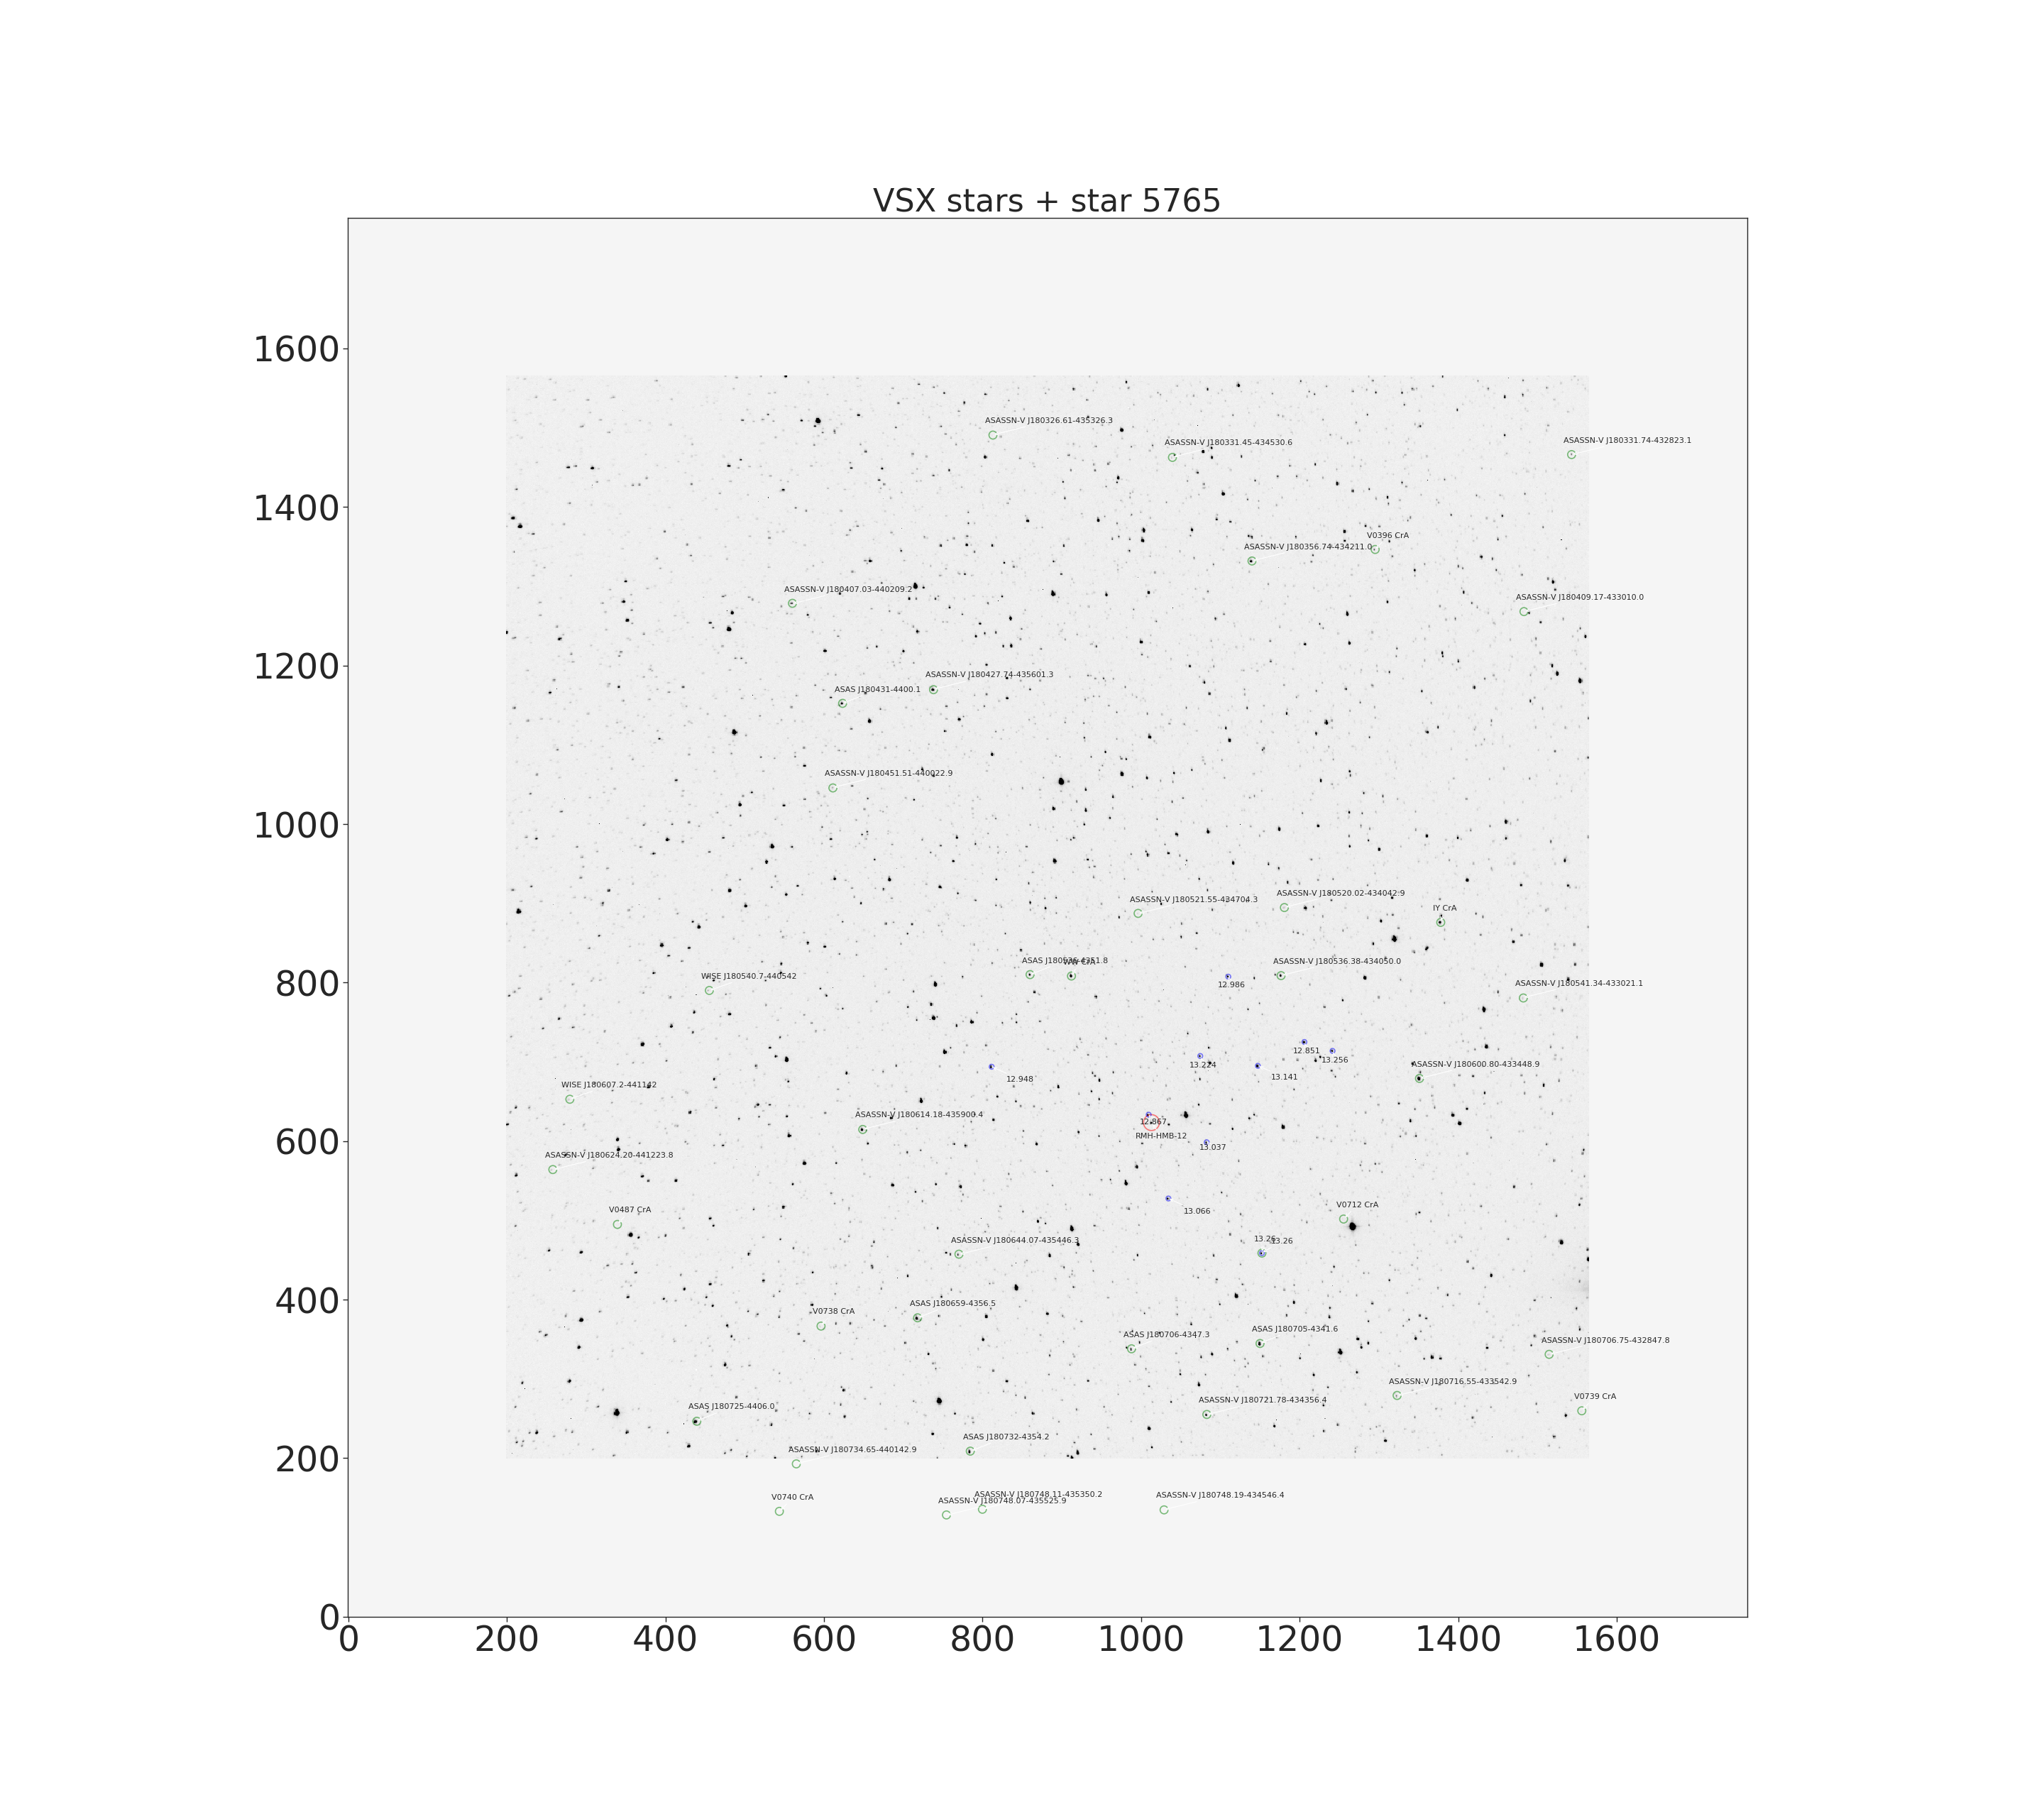 VSX stars + star 5765
1600
ASASSN-V J180326.61-435326.3
ASASSN-V J180331.45-434530.6
ASASSN-V J180331.74-432823.1
1400
V0396 CrA
ASASSN-V J180356.74-434211.0
ASASSN-V J180407.03-440209.2
ASASSN-V J180409.17-433010.0
1200
ASASSN-V J180427.74-435601.3
ASAS J180431-4400.1
ASASSN-V J180451.51-440022.9
1000
ASASSN-V J180520.02-434042.9
ASASSN-V J180521.55-434704.3
IY CrA
ASAS J180536-4351.8
CrA
ASASSN-V J180536.38-434050.0
800
WISE J180540.7-440542
12.986
ASASSN-V J180541.34-433021.1
12.851
13.256
13.224
ASASSN-V J180600.80-433448.9
13.141
12.948
WISE J180607.2-441142
ASASSN-V J180614.18-435900.4
12.867
RMH-HMB-12
600
13.037
ASASSN-V J180624.20-441223.8
V0712 CrA
V0487 CrA
13.066
13.26
13.26
ASASSN-V J180644.07-435446.3
400
ASAS J180659-4356.5
V0738 CrA
ASAS J180705-4341.6
ASAS J180706-4347.3
ASASSN-V J180706.75-432847.8
ASASSN-V J180716.55-433542.9
V0739 CrA
ASASSN-V J180721.78-434356.4
ASAS J180725-4406.0
ASAS J180732-4354.2
200
ASASSN-V J180734.65-440142.9
ASASSN-V J180748.11-435350.2
ASASSN-V J180748.19-434546.4
V0740 CrA
ASASSN-V J180748.07-435525.9
0
0 200 400 600 800 1000 1200 1400 1600